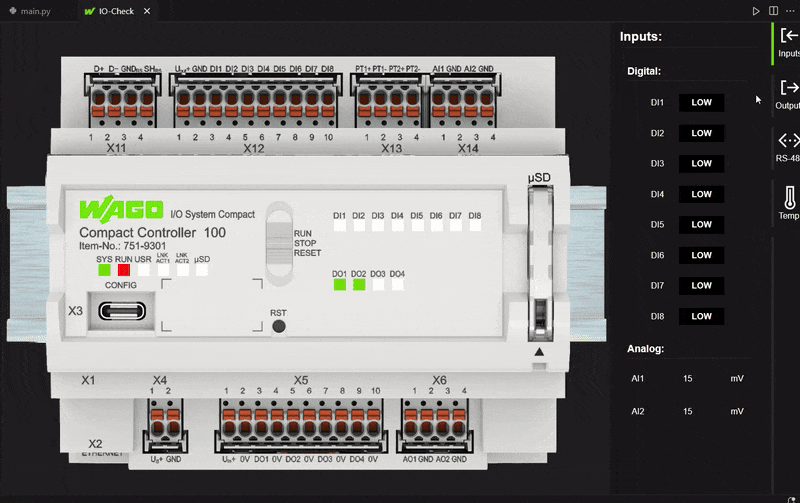 main.py
IO-Check
D+ D- GND SH
U GND DI1 DI2 DI3 DI4 DI5 DI6 DI7 DI8
PT1+ PT1- PT2+ PT2-
AI1 GND AI2 GND
1 2 3 4
1 2 3 4 5 6 7 8 9 10
1 2 3 4
1 2 3 4
X11
X12
X13
X14
µSD
WAGO
I/O System Compact
Compact Controller 100
Item-No.: 751-9301
SYS RUN USR LNK ACT1 LNK ACT2 µSD
RUN
STOP
RESET
DI1 DI2 DI3 DI4 DI5 DI6 DI7 DI8
DO1 DO2 DO3 DO4
CONFIG
X3
RST
X1
X4
X5
X6
1 2
1 2 3 4 5 6 7 8 9 10
1 2 3 4
X2
ETHERNET
GND
0V DO1 0V DO2 0V DO3 0V DO4 0V
AO1 GND AO2 GND
Inputs:
Digital:
DI1 LOW
DI2 LOW
DI3 LOW
DI4 LOW
DI5 LOW
DI6 LOW
DI7 LOW
DI8 LOW
Analog:
AI1 15 mV
AI2 15 mV
Inputs
Output
RS-48
Temp